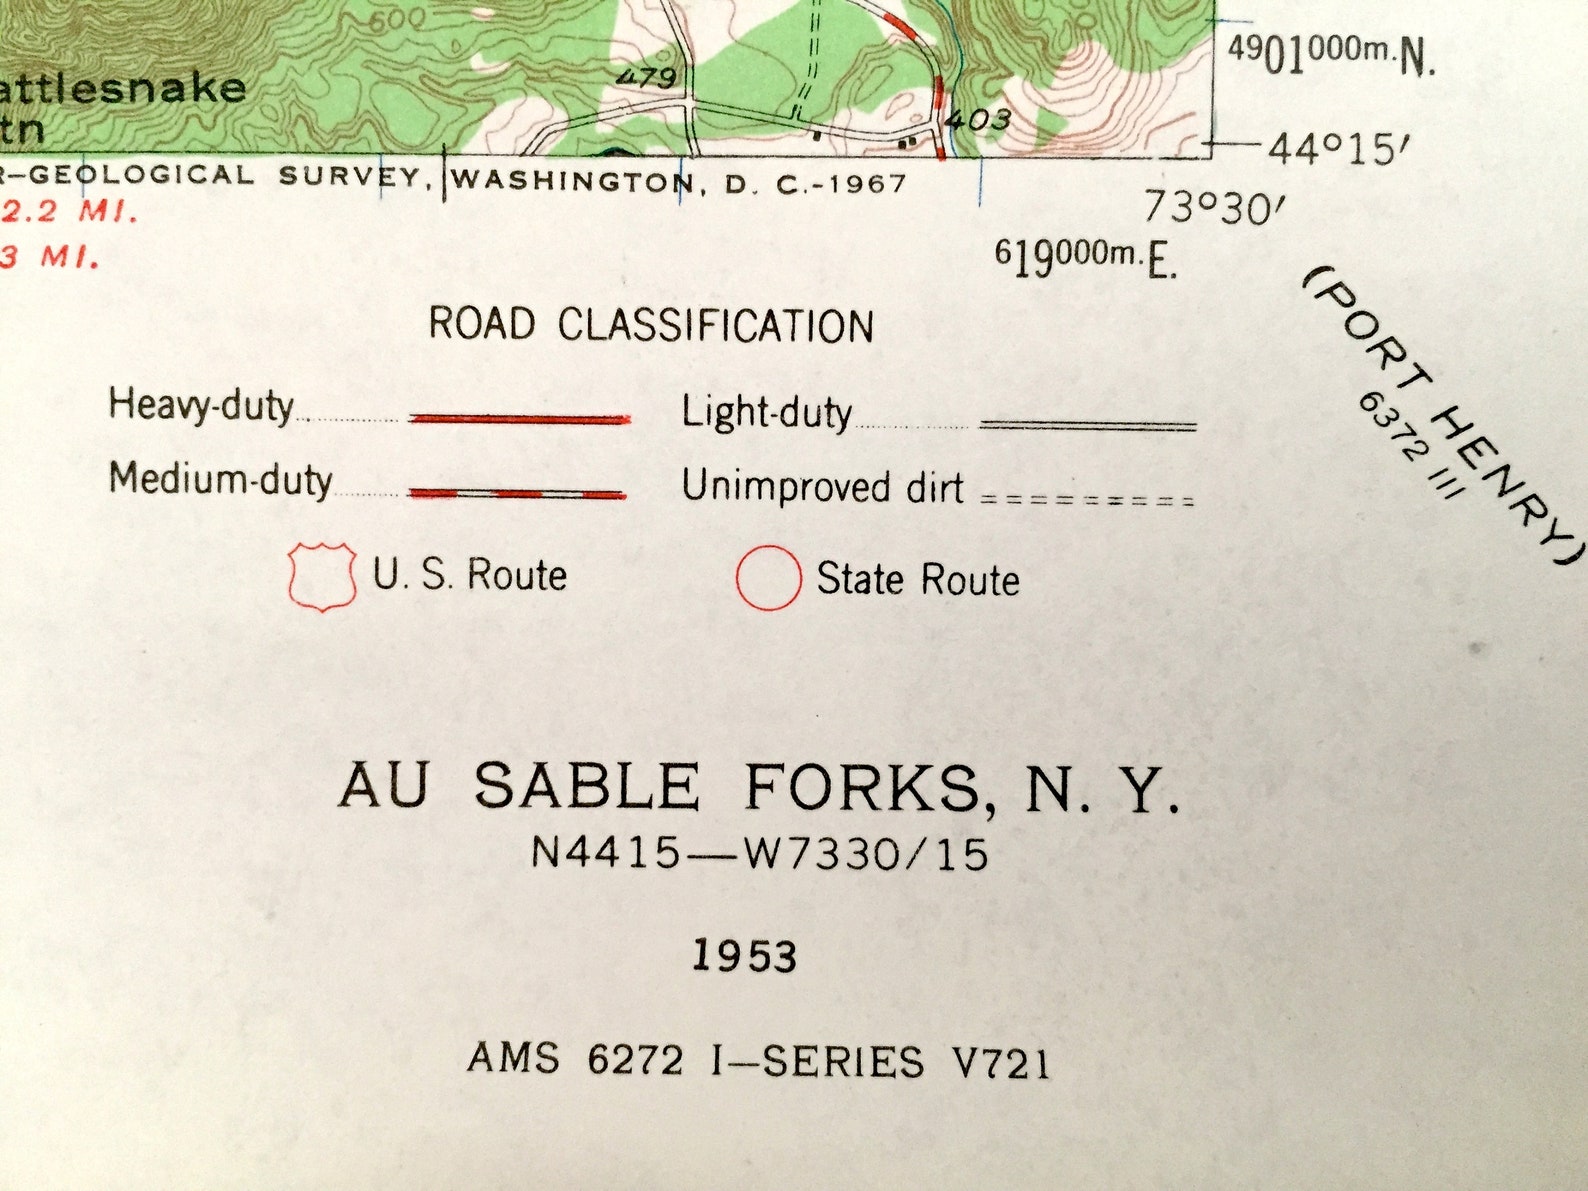 600
479
403
attlesnake
tn
4901000m.N.
44°15′
R–GEOLOGICAL SURVEY, WASHINGTON, D. C.-1967
2.2 MI.
3 MI.
73°30′
619000m.E.
(PORT HENRY)
6372 III
ROAD CLASSIFICATION
Heavy-duty Light-duty
Medium-duty Unimproved dirt
U. S. Route State Route
AU SABLE FORKS, N. Y.
N4415—W7330/15
1953
AMS 6272 I–SERIES V721